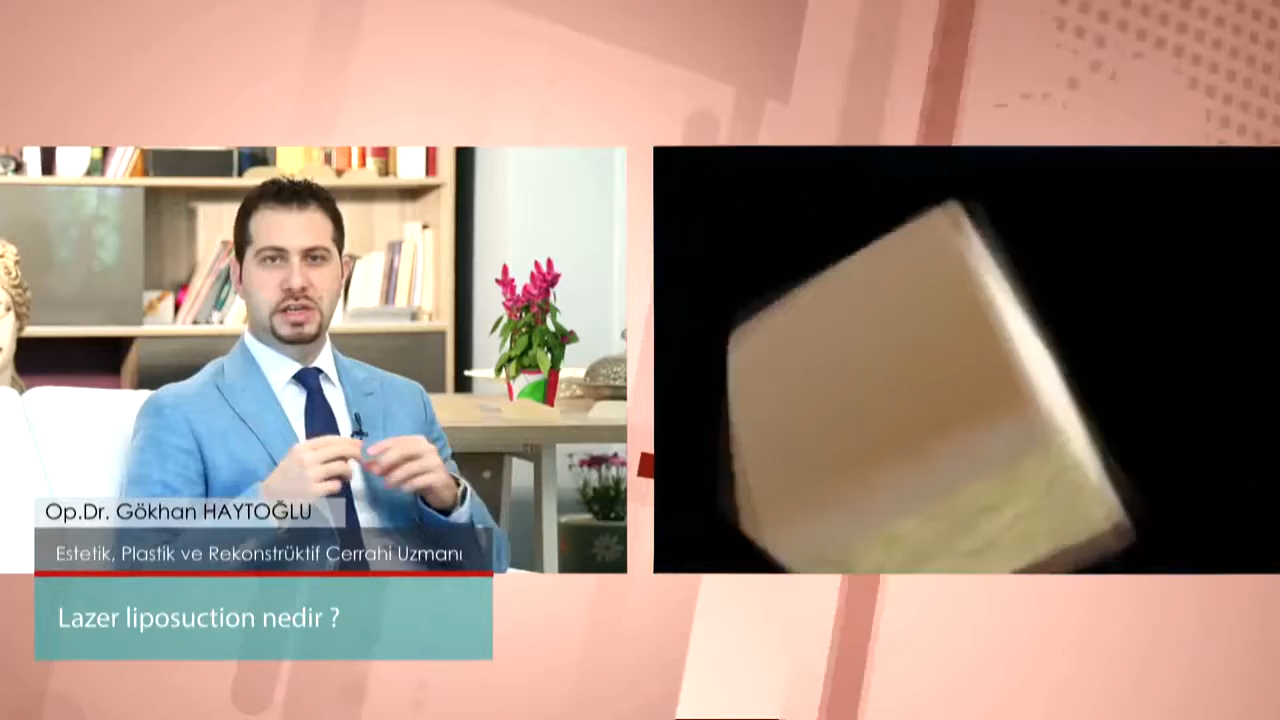 Op.Dr. Gökhan HAYTOĞLU
Estetik, Plastik ve Rekonstrüktif Cerrahi Uzmanı
Lazer liposuction nedir ?